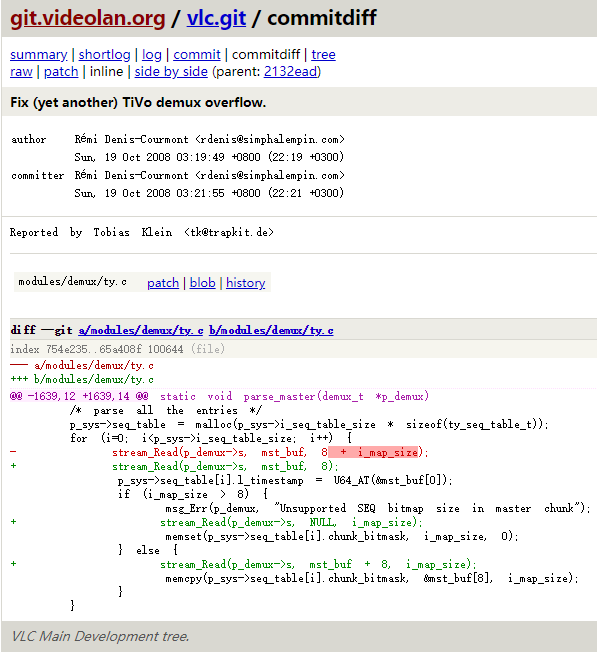 git.videolan.org / vlc.git / commitdiff
summary | shortlog | log | commit | commitdiff | tree
raw | patch | inline | side by side (parent: 2132ead)
Fix (yet another) TiVo demux overflow.
author Rémi Denis-Courmont <rdenis@simphalempin.com>
Sun, 19 Oct 2008 03:19:49 +0800 (22:19 +0300)
committer Rémi Denis-Courmont <rdenis@simphalempin.com>
Sun, 19 Oct 2008 03:21:55 +0800 (22:21 +0300)
Reported by Tobias Klein <tk@trapkit.de>
modules/demux/ty.c patch | blob | history
diff --git a/modules/demux/ty.c b/modules/demux/ty.c
index 754e235..65a408f 100644 (file)
--- a/modules/demux/ty.c
+++ b/modules/demux/ty.c
@@ -1639,12 +1639,14 @@ static void parse_master(demux_t *p_demux)
/* parse all the entries */
p_sys->seq_table = malloc(p_sys->i_seq_table_size * sizeof(ty_seq_table_t));
for (i=0; i<p_sys->i_seq_table_size; i++) {
- stream_Read(p_demux->s, mst_buf, 8 + i_map_size);
+ stream_Read(p_demux->s, mst_buf, 8);
p_sys->seq_table[i].l_timestamp = U64_AT(&mst_buf[0]);
if (i_map_size > 8) {
msg_Err(p_demux, "Unsupported SEQ bitmap size in master chunk");
+ stream_Read(p_demux->s, NULL, i_map_size);
memset(p_sys->seq_table[i].chunk_bitmask, i_map_size, 0);
} else {
+ stream_Read(p_demux->s, mst_buf + 8, i_map_size);
memcpy(p_sys->seq_table[i].chunk_bitmask, &mst_buf[8], i_map_size);
}
}
VLC Main Development tree.